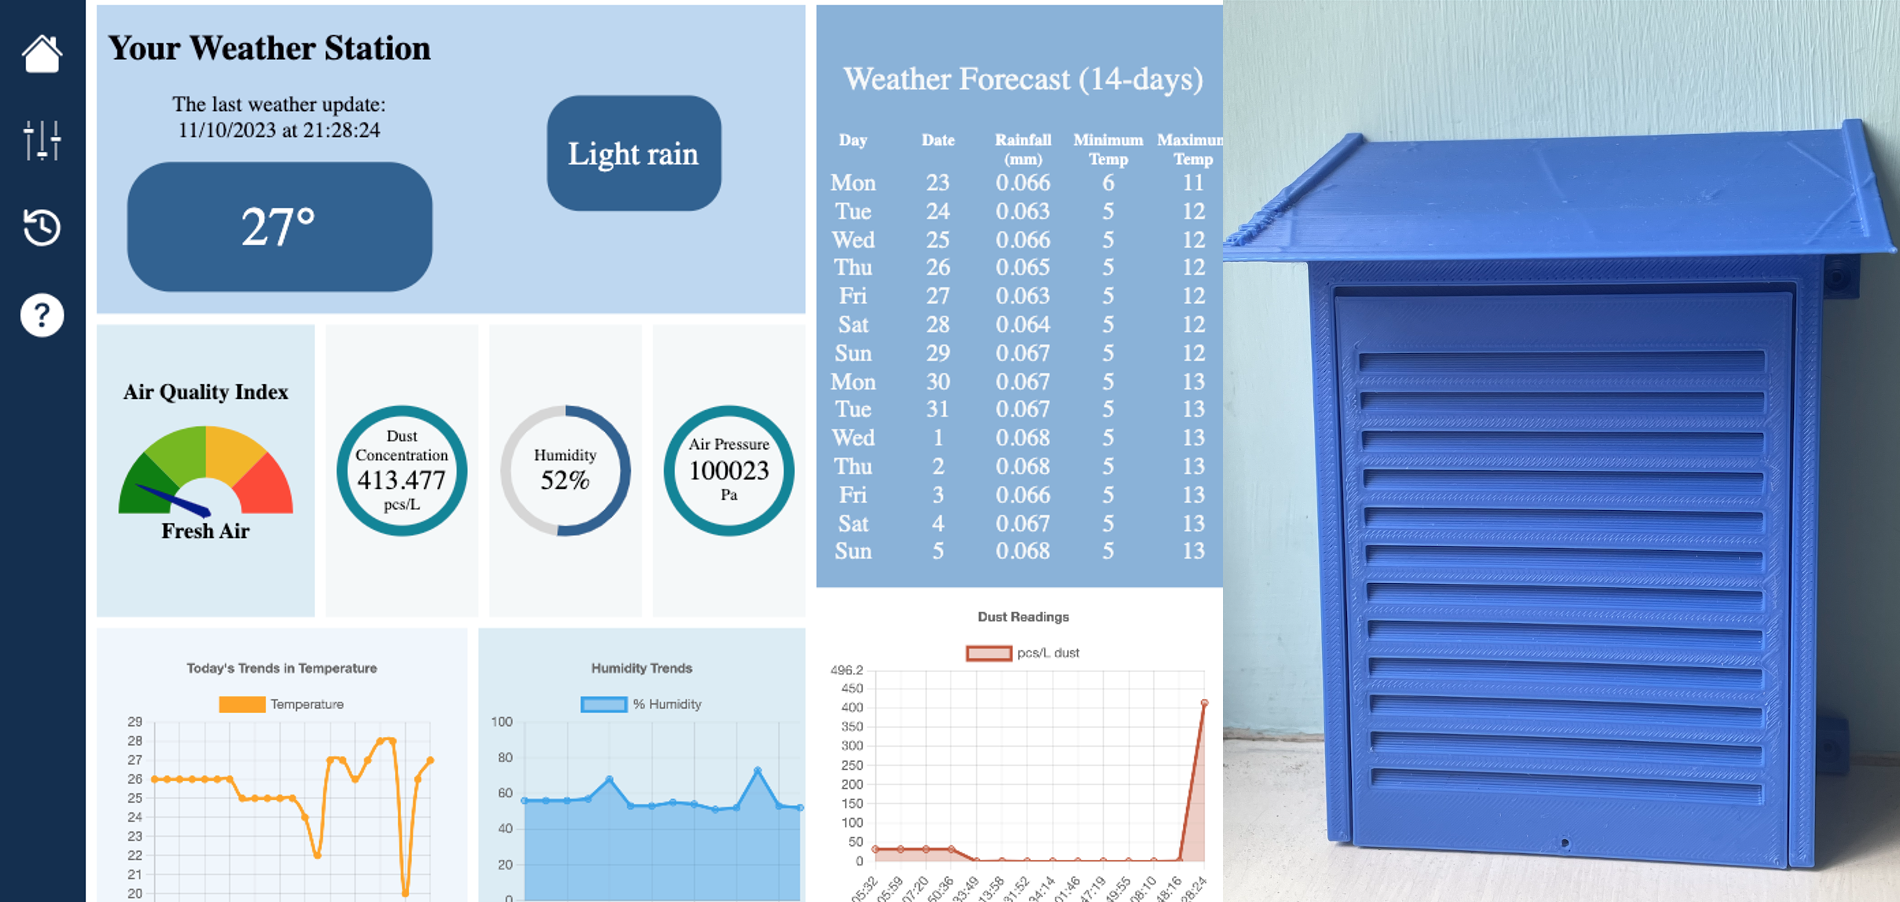 Your Weather Station
The last weather update:
11/10/2023 at 21:28:24
27°
Light rain
Air Quality Index
Fresh Air
Dust
Concentration
413.477
pcs/L
Humidity
52%
Air Pressure
100023
Pa
Today's Trends in Temperature
Temperature
29
28
27
26
25
24
23
22
21
20
Humidity Trends
% Humidity
100
80
60
40
20
0
Weather Forecast (14-days)
Day Date Rainfall (mm) Minimum Temp Maximum Temp
Mon 23 0.066 6 11
Tue 24 0.063 5 12
Wed 25 0.066 5 12
Thu 26 0.065 5 12
Fri 27 0.063 5 12
Sat 28 0.064 5 12
Sun 29 0.067 5 12
Mon 30 0.067 5 13
Tue 31 0.067 5 13
Wed 1 0.068 5 13
Thu 2 0.068 5 13
Fri 3 0.066 5 13
Sat 4 0.067 5 13
Sun 5 0.068 5 13
Dust Readings
pcs/L dust
496.2
450
400
350
300
250
200
150
100
50
0
05:32
05:59
07:20
50:36
33:49
13:58
31:52
34:14
01:46
47:19
49:55
08:10
48:16
28:24
?